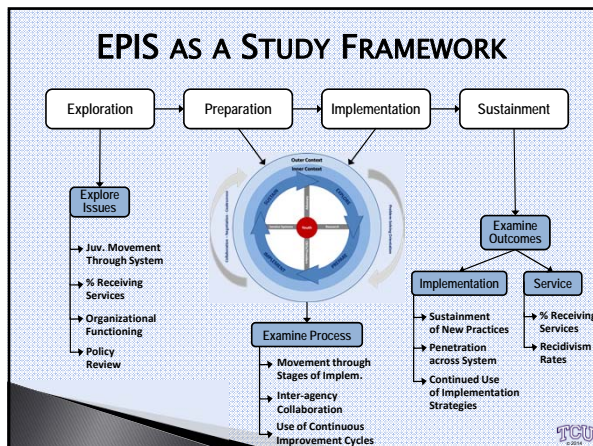 EPIS AS A STUDY FRAMEWORK
Exploration
Preparation
Implementation
Sustainment
Outer Context
Inner Context
Explore
Issues
Juv. Movement
Through System
% Receiving
Services
Organizational
Functioning
Policy
Review
Examine Process
Movement through
Stages of Implem.
Inter-agency
Collaboration
Use of Continuous
Improvement Cycles
Examine
Outcomes
Implementation
Sustainment
of New Practices
Penetration
across System
Continued Use
of Implementation
Strategies
Service
% Receiving
Services
Recidivism
Rates
TCU
© 2014